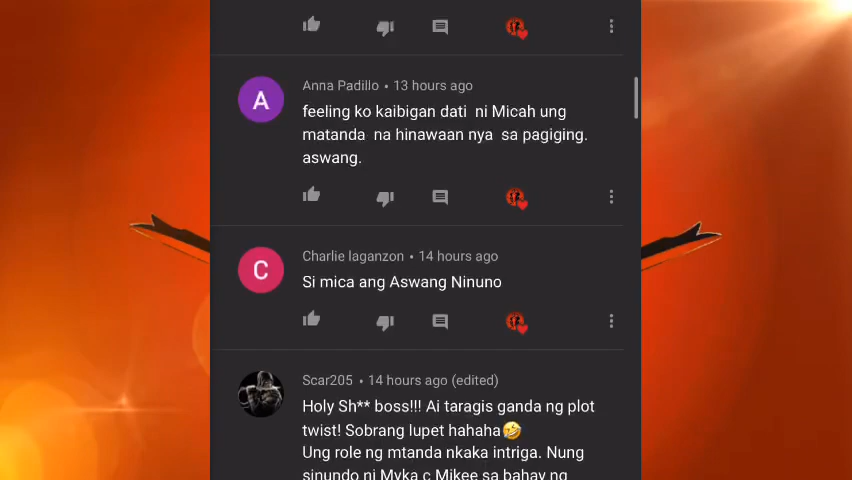 A
Anna Padillo • 13 hours ago
feeling ko kaibigan dati ni Micah ung
matanda na hinawaan nya sa pagiging.
aswang.
C
Charlie laganzon • 14 hours ago
Si mica ang Aswang Ninuno
Scar205 • 14 hours ago (edited)
Holy Sh** boss!!! Ai taragis ganda ng plot
twist! Sobrang lupet hahaha🤣
Ung role ng mtanda nkaka intriga. Nung
sinundo ni Myka c Mikee sa bahay ng